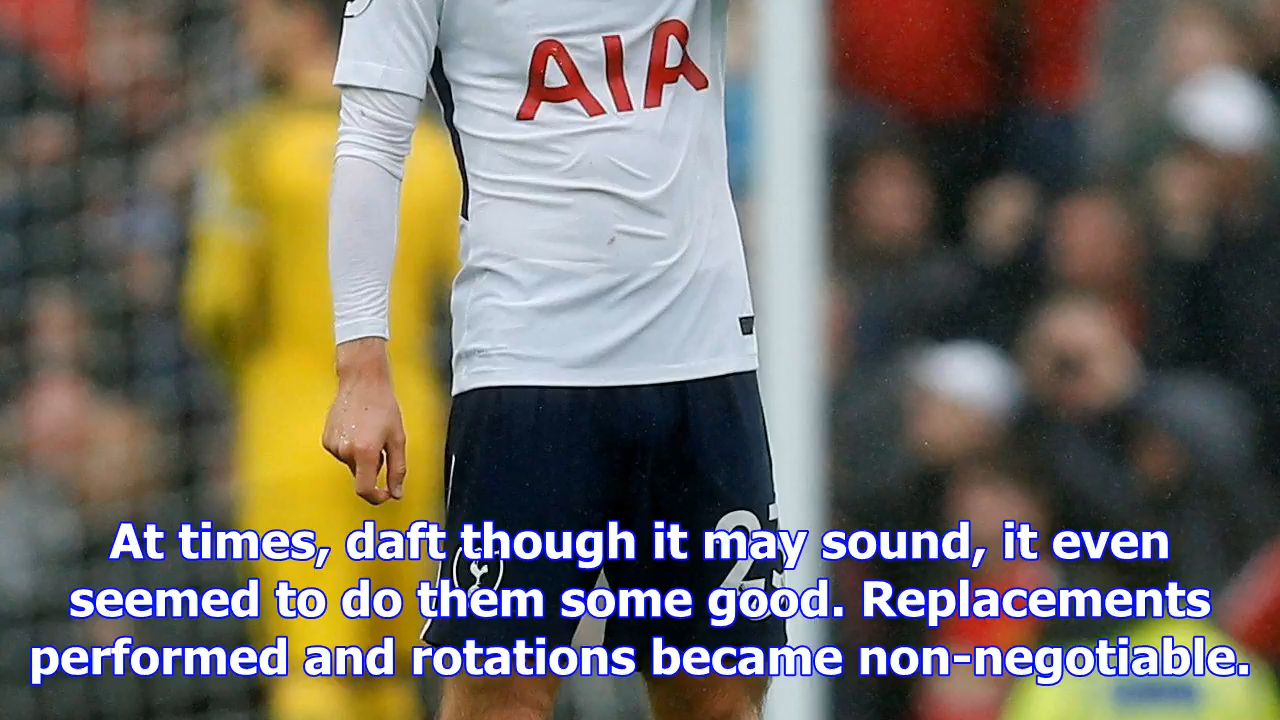 AIA
At times, daft though it may sound, it even
seemed to do them some good. Replacements
performed and rotations became non-negotiable.